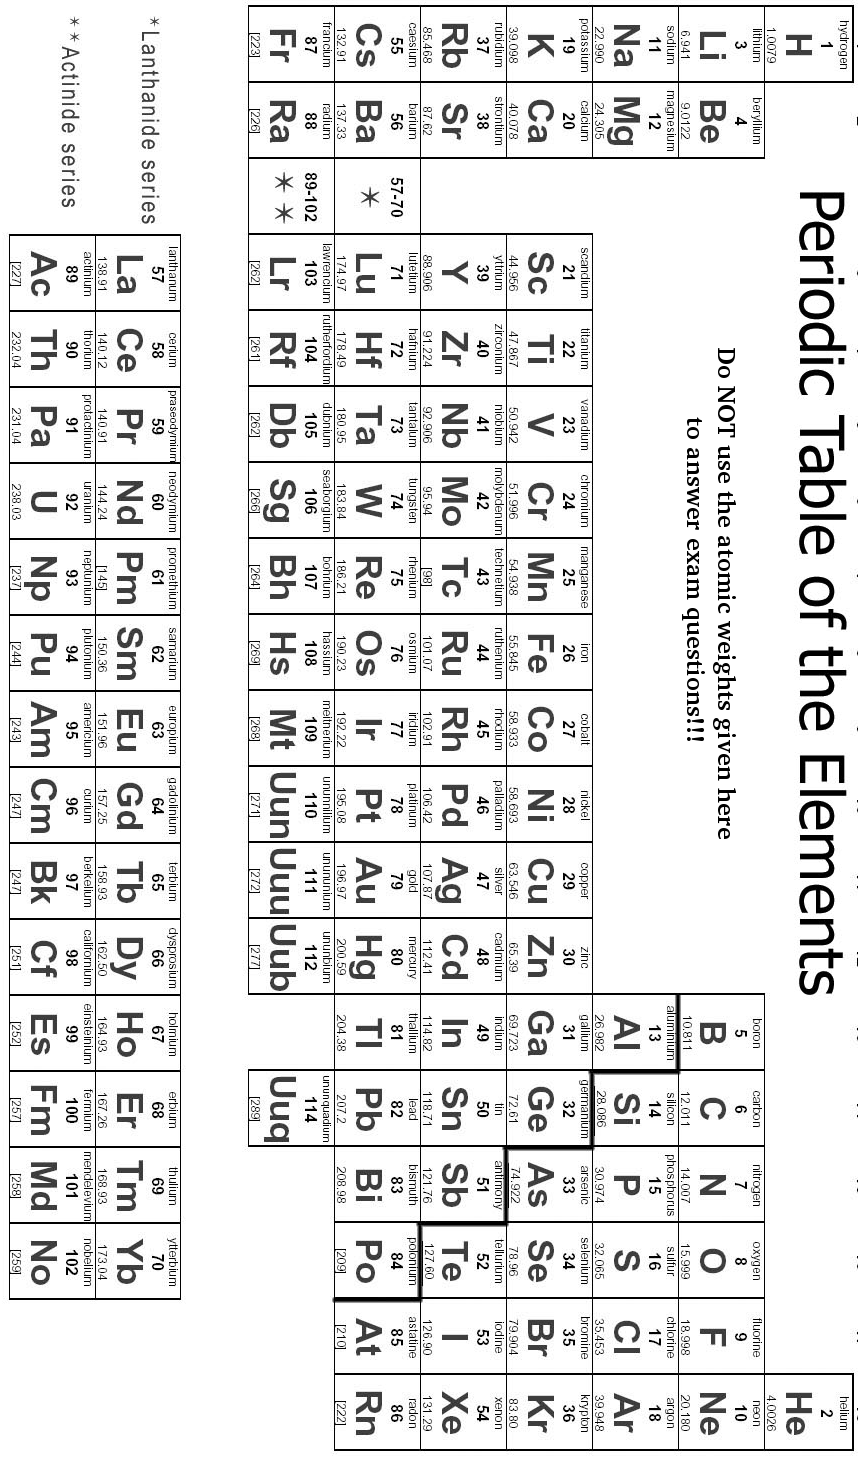 Periodic Table of the Elements
hydrogen helium
1 2
H He
1.0079 4.0026
Do NOT use the atomic weights given here
to answer exam questions!!!
lithium beryllium boron carbon nitrogen oxygen fluorine neon
3 4 5 6 7 8 9 10
Li Be B C N O F Ne
6.941 9.0122 10.811 12.011 14.007 15.999 18.998 20.180
sodium magnesium aluminium silicon phosphorus sulfur chlorine argon
11 12 13 14 15 16 17 18
Na Mg Al Si P S Cl Ar
22.990 24.305 26.982 28.086 30.974 32.065 35.453 39.948
potassium calcium scandium titanium vanadium chromium manganese iron cobalt nickel copper zinc gallium germanium arsenic selenium bromine krypton
19 20 21 22 23 24 25 26 27 28 29 30 31 32 33 34 35 36
K Ca Sc Ti V Cr Mn Fe Co Ni Cu Zn Ga Ge As Se Br Kr
39.098 40.078 44.956 47.867 50.942 51.996 54.938 55.845 58.933 58.693 63.546 65.39 69.723 72.61 74.922 78.96 79.904 83.80
rubidium strontium yttrium zirconium niobium molybdenum technetium ruthenium rhodium palladium silver cadmium indium tin antimony tellurium iodine xenon
37 38 39 40 41 42 43 44 45 46 47 48 49 50 51 52 53 54
Rb Sr Y Zr Nb Mo Tc Ru Rh Pd Ag Cd In Sn Sb Te I Xe
85.468 87.62 88.906 91.224 92.906 95.94 [98] 101.07 102.91 106.42 107.87 112.41 114.82 118.71 121.76 127.60 126.90 131.29
caesium barium lutetium hafnium tantalum tungsten rhenium osmium iridium platinum gold mercury thallium lead bismuth polonium astatine radon
55 56 57-70 71 72 73 74 75 76 77 78 79 80 81 82 83 84 85 86
Cs Ba * Lu Hf Ta W Re Os Ir Pt Au Hg Tl Pb Bi Po At Rn
132.91 137.33 174.97 178.49 180.95 183.84 186.21 190.23 192.22 195.08 196.97 200.59 204.38 207.2 208.98 [209] [210] [222]
francium radium lawrencium rutherfordium dubnium seaborgium bohrium hassium meitnerium ununnilium unununium ununbium ununquadium
87 88 89-102 103 104 105 106 107 108 109 110 111 112 114
Fr Ra * * Lr Rf Db Sg Bh Hs Mt Uun Uuu Uub Uuq
[223] [226] [262] [261] [262] [266] [264] [269] [268] [271] [272] [277] [289]
*Lanthanide series
lanthanum cerium praseodymium neodymium promethium samarium europium gadolinium terbium dysprosium holmium erbium thulium ytterbium
57 58 59 60 61 62 63 64 65 66 67 68 69 70
La Ce Pr Nd Pm Sm Eu Gd Tb Dy Ho Er Tm Yb
138.91 140.12 140.91 144.24 [145] 150.36 151.96 157.25 158.93 162.50 164.93 167.26 168.93 173.04
**Actinide series
actinium thorium protactinium uranium neptunium plutonium americium curium berkelium californium einsteinium fermium mendelevium nobelium
89 90 91 92 93 94 95 96 97 98 99 100 101 102
Ac Th Pa U Np Pu Am Cm Bk Cf Es Fm Md No
[227] 232.04 231.04 238.03 [237] [244] [243] [247] [247] [251] [252] [257] [258] [259]